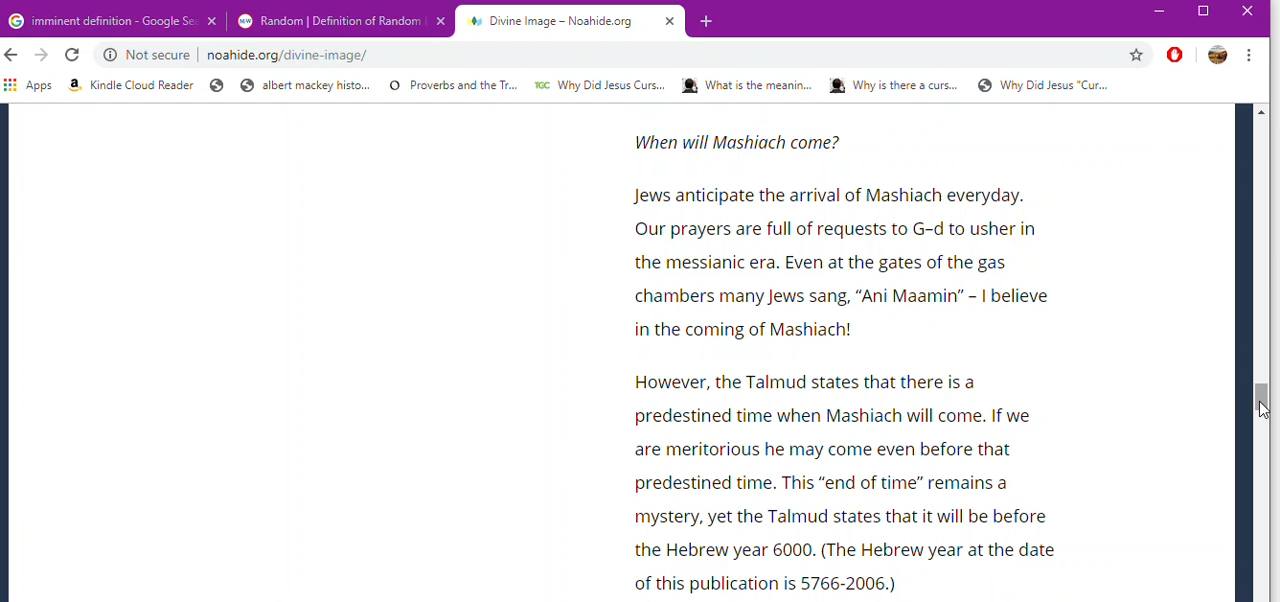 imminent definition - Google Sea
Random | Definition of Random
Divine Image – Noahide.org
Not secure | noahide.org/divine-image/
Apps
Kindle Cloud Reader
albert mackey histo...
Proverbs and the Tr...
TGC Why Did Jesus Curs...
What is the meanin...
Why is there a curs...
Why Did Jesus "Cur...
When will Mashiach come?
Jews anticipate the arrival of Mashiach everyday.
Our prayers are full of requests to G–d to usher in
the messianic era. Even at the gates of the gas
chambers many Jews sang, “Ani Maamin” – I believe
in the coming of Mashiach!
However, the Talmud states that there is a
predestined time when Mashiach will come. If we
are meritorious he may come even before that
predestined time. This “end of time” remains a
mystery, yet the Talmud states that it will be before
the Hebrew year 6000. (The Hebrew year at the date
of this publication is 5766-2006.)